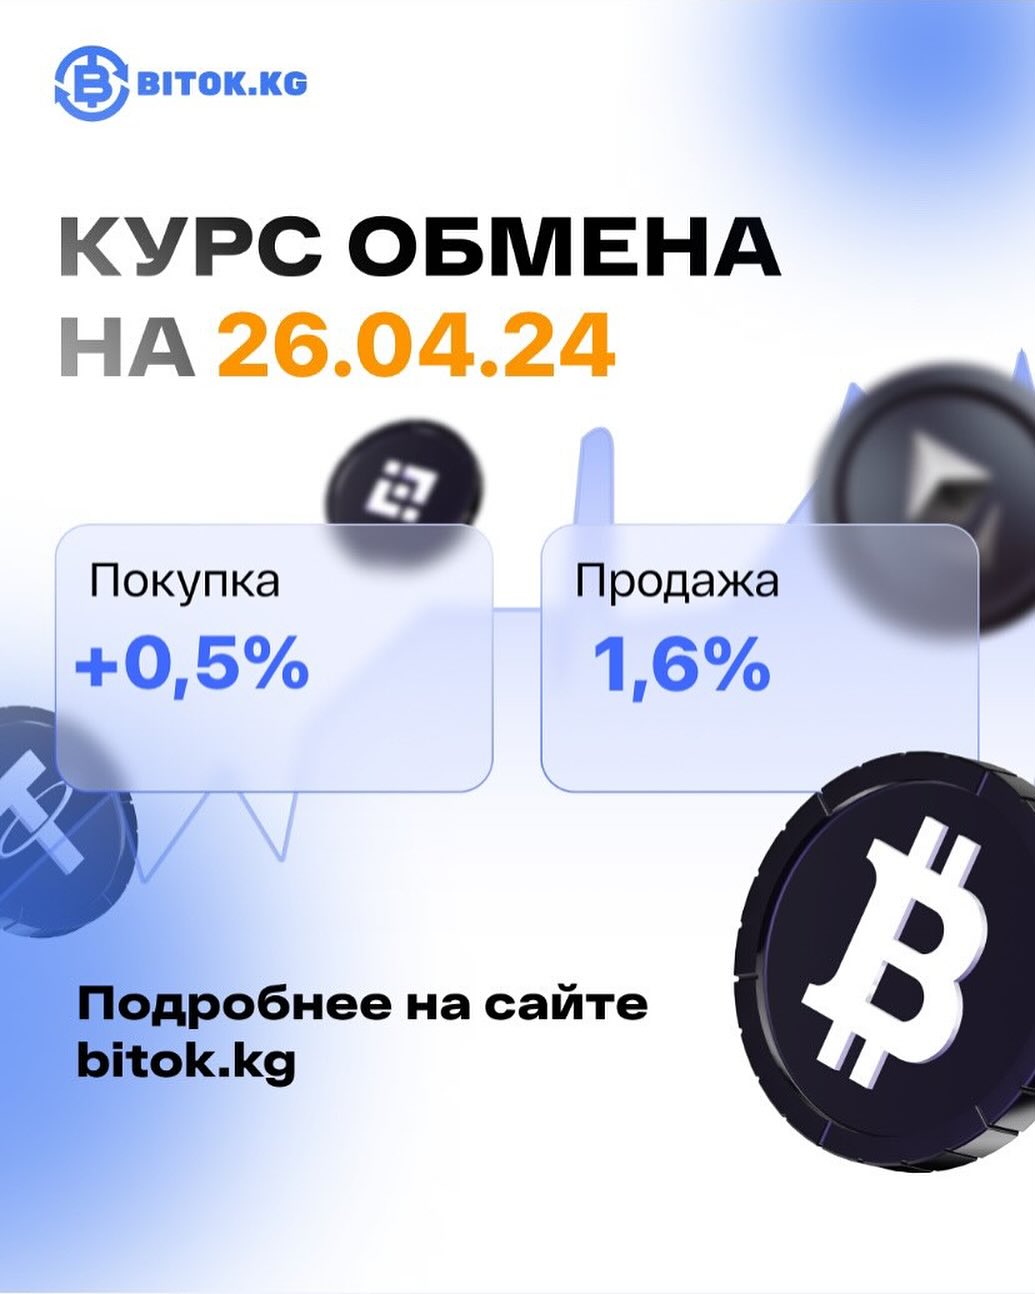 BITOK.KG
КУРС ОБМЕНА
НА 26.04.24
Покупка
+0,5%
Продажа
1,6%
Подробнее на сайте
bitok.kg